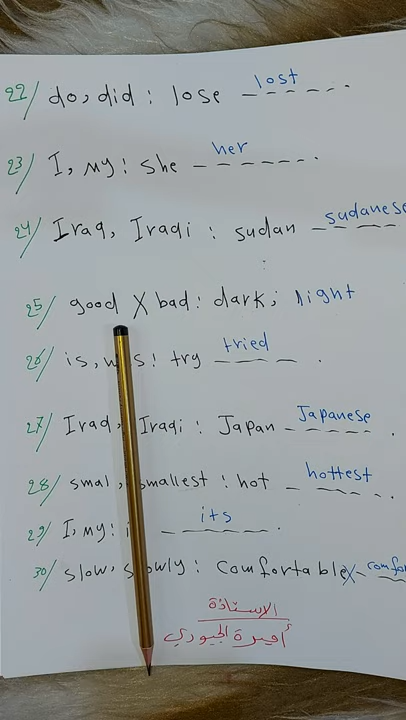 22/ do, did : lose lost
23/ I, my : she her
24/ Iraq, Iraqi : sudan sudanese
25/ good X bad : dark; light
26/ is, was : try tried
27/ Iraq, Iraqi : Japan Japanese
28/ smal, smallest : hot hottest
29/ I, my : its
30/ slow, slowly : Comfortable
الاستاذة
أميرة الجبوري